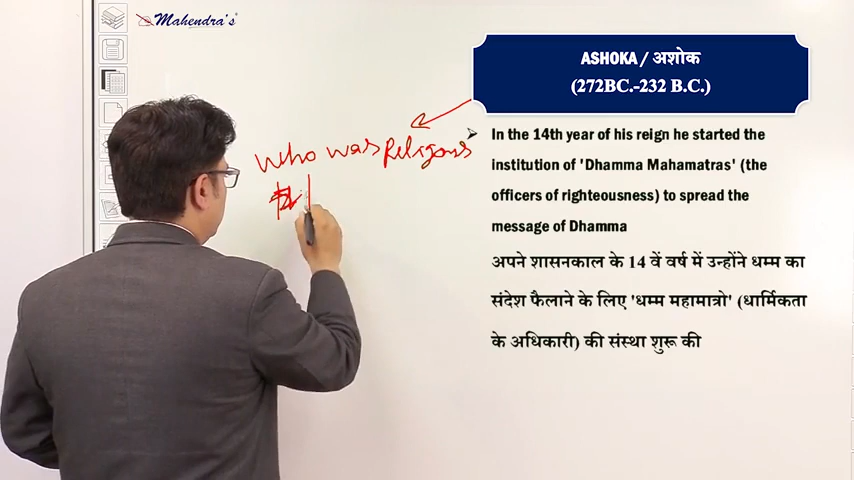 Mahendra's
ASHOKA / अशोक
(272BC.-232 B.C.)
who was Religous
In the 14th year of his reign he started the
institution of 'Dhamma Mahamatras' (the
officers of righteousness) to spread the
message of Dhamma
अपने शासनकाल के 14 वें वर्ष में उन्होंने धम्म का
संदेश फैलाने के लिए 'धम्म महामात्रो' (धार्मिकता
के अधिकारी) की संस्था शुरू की